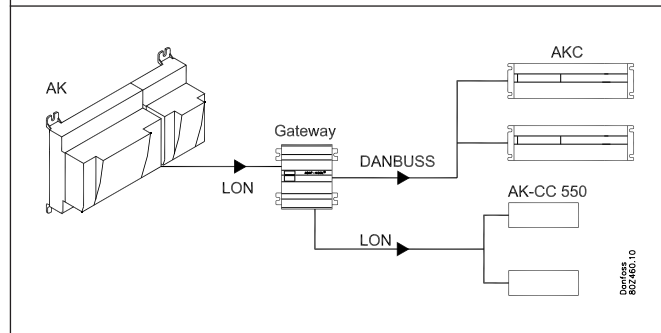 AKC
AK
Gateway
DANBUSS
LON
AK-CC 550
LON
Danfoss
80Z460.10